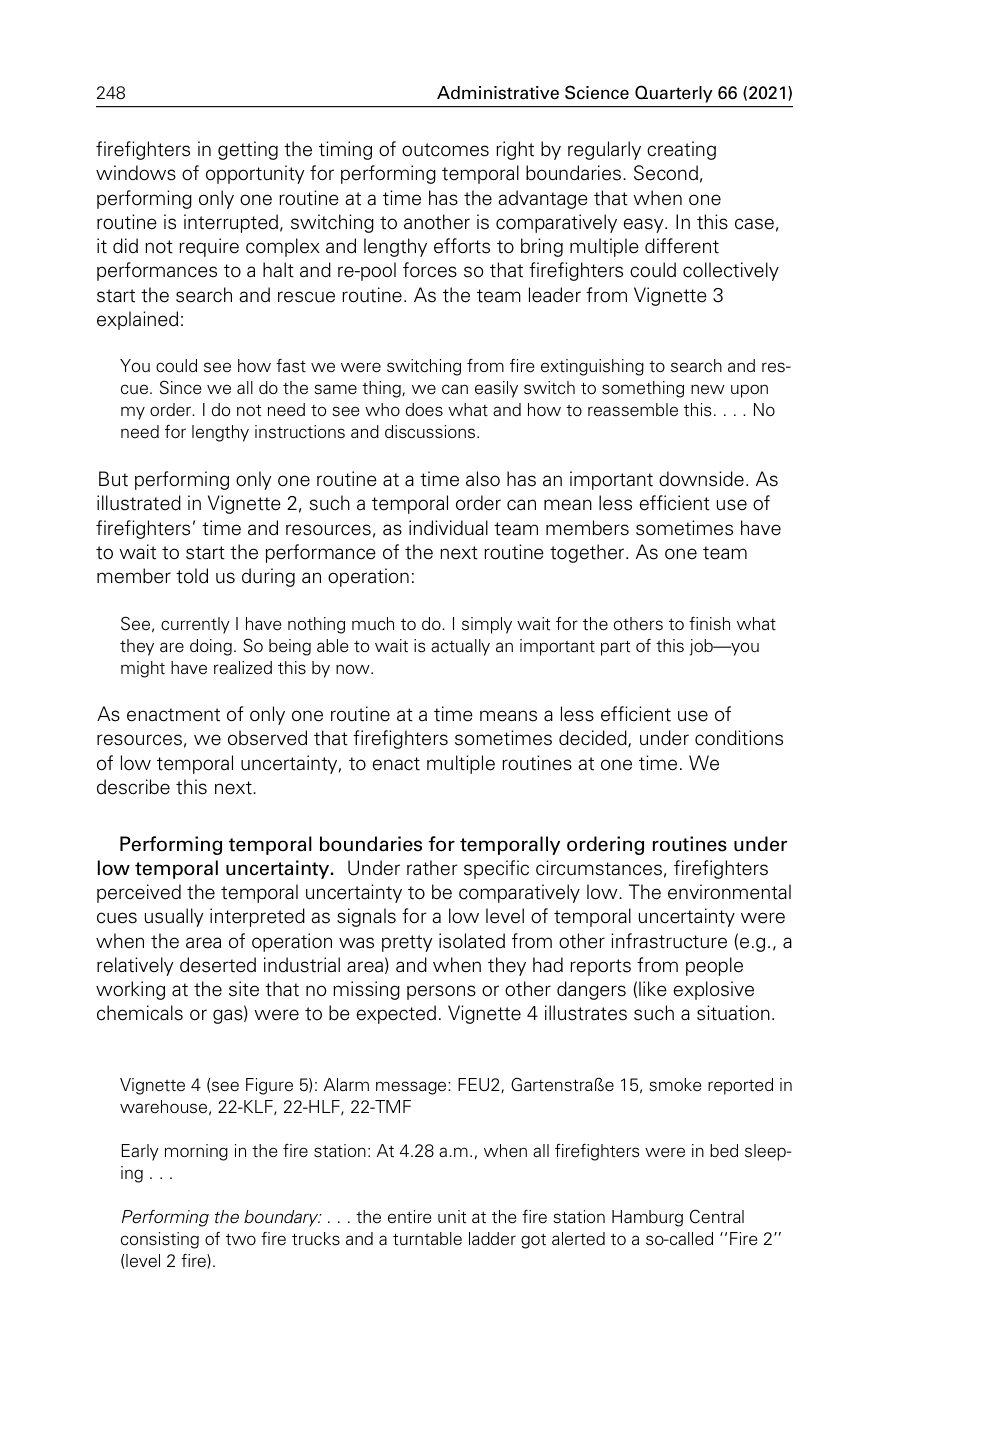 248
Administrative Science Quarterly 66 (2021)
firefighters in getting the timing of outcomes right by regularly creating
windows of opportunity for performing temporal boundaries. Second,
performing only one routine at a time has the advantage that when one
routine is interrupted, switching to another is comparatively easy. In this case,
it did not require complex and lengthy efforts to bring multiple different
performances to a halt and re-pool forces so that firefighters could collectively
start the search and rescue routine. As the team leader from Vignette 3
explained:
You could see how fast we were switching from fire extinguishing to search and res-
cue. Since we all do the same thing, we can easily switch to something new upon
my order. I do not need to see who does what and how to reassemble this. . . . No
need for lengthy instructions and discussions.
But performing only one routine at a time also has an important downside. As
illustrated in Vignette 2, such a temporal order can mean less efficient use of
firefighters’ time and resources, as individual team members sometimes have
to wait to start the performance of the next routine together. As one team
member told us during an operation:
See, currently I have nothing much to do. I simply wait for the others to finish what
they are doing. So being able to wait is actually an important part of this job—you
might have realized this by now.
As enactment of only one routine at a time means a less efficient use of
resources, we observed that firefighters sometimes decided, under conditions
of low temporal uncertainty, to enact multiple routines at one time. We
describe this next.
Performing temporal boundaries for temporally ordering routines under
low temporal uncertainty. Under rather specific circumstances, firefighters
perceived the temporal uncertainty to be comparatively low. The environmental
cues usually interpreted as signals for a low level of temporal uncertainty were
when the area of operation was pretty isolated from other infrastructure (e.g., a
relatively deserted industrial area) and when they had reports from people
working at the site that no missing persons or other dangers (like explosive
chemicals or gas) were to be expected. Vignette 4 illustrates such a situation.
Vignette 4 (see Figure 5): Alarm message: FEU2, Gartenstraße 15, smoke reported in
warehouse, 22-KLF, 22-HLF, 22-TMF
Early morning in the fire station: At 4.28 a.m., when all firefighters were in bed sleep-
ing . . .
Performing the boundary: . . . the entire unit at the fire station Hamburg Central
consisting of two fire trucks and a turntable ladder got alerted to a so-called ‘‘Fire 2’’
(level 2 fire).